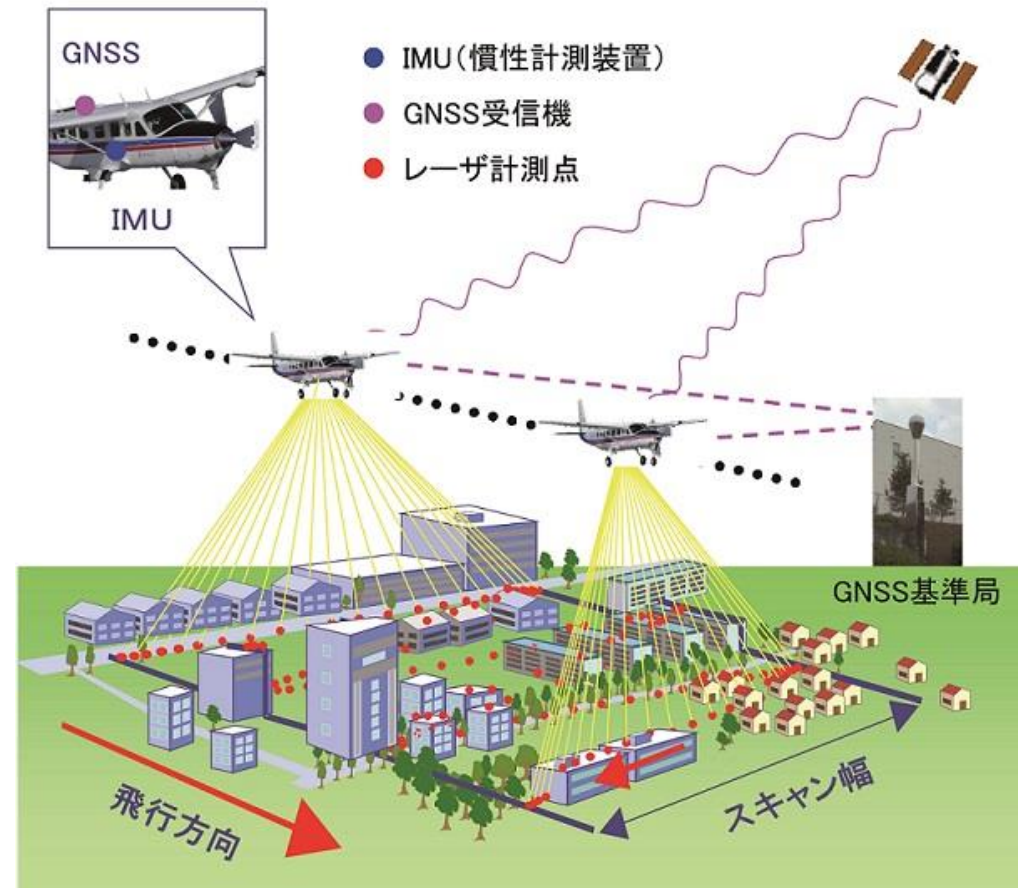 GNSS
IMU
IMU（慣性計測装置）
GNSS受信機
レーザ計測点
GNSS基準局
飛行方向
スキャン幅